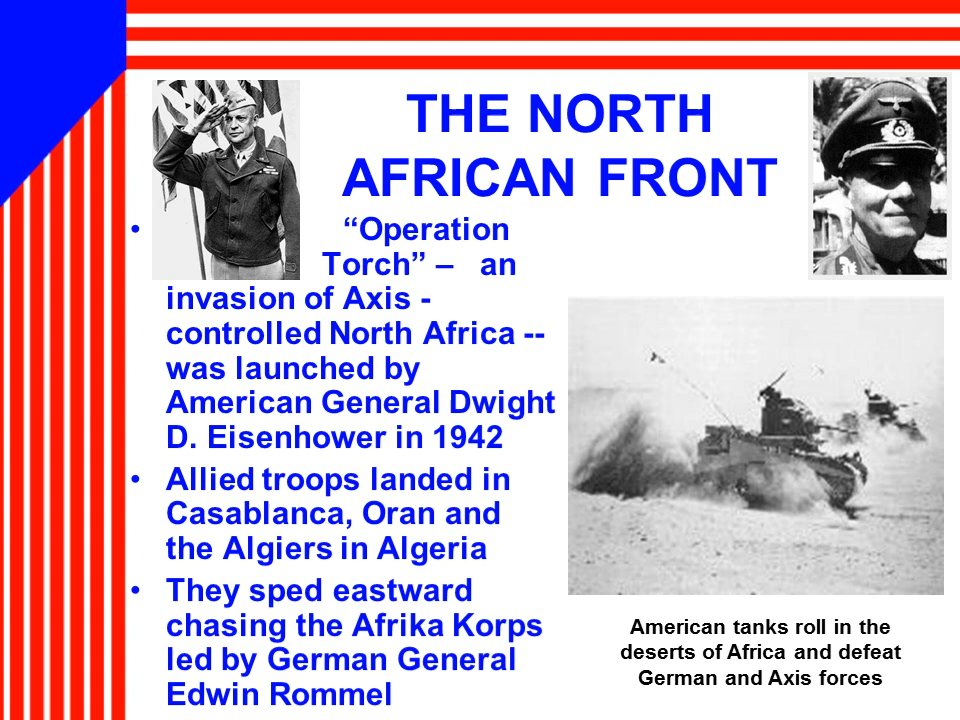 THE NORTH
AFRICAN FRONT
• “Operation
Torch” – an
invasion of Axis -
controlled North Africa --
was launched by
American General Dwight
D. Eisenhower in 1942
• Allied troops landed in
Casablanca, Oran and
the Algiers in Algeria
• They sped eastward
chasing the Afrika Korps
led by German General
Edwin Rommel
American tanks roll in the
deserts of Africa and defeat
German and Axis forces